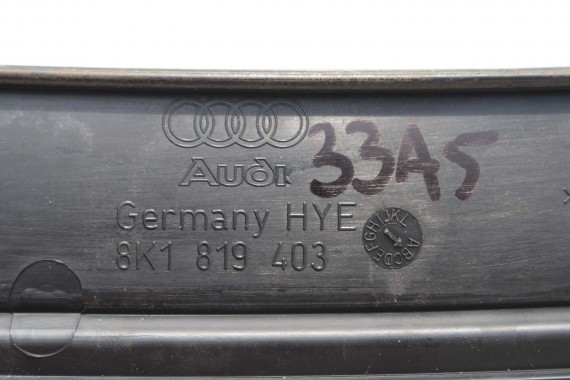 33A5
Audi
Germany HYE
8K1 819 403
ABCDEFGHIJKL